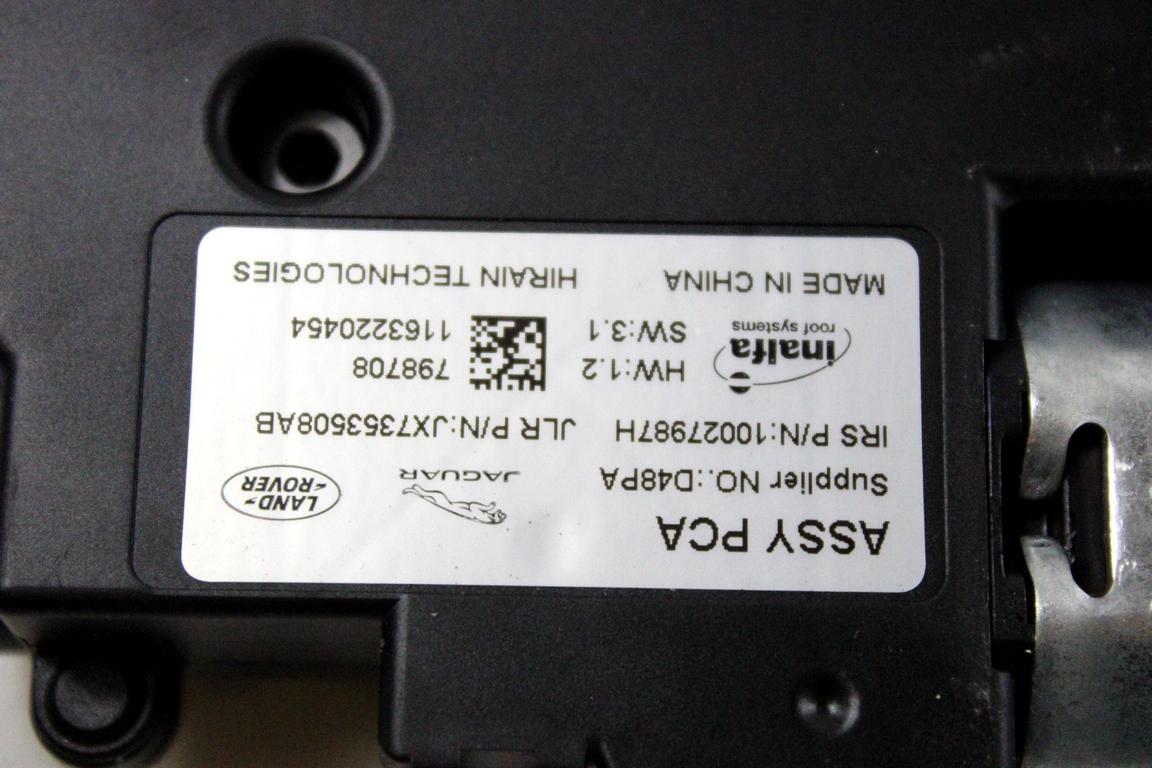 ASSY PCA
Supplier NO.:D48PA
JAGUAR
LAND-
-ROVER
IRS P/N:10027987H JLR P/N:JX7353508AB
inalfa
roof systems
HW:1.2
SW:3.1
798708
1163220454
MADE IN CHINA HIRAIN TECHNOLOGIES